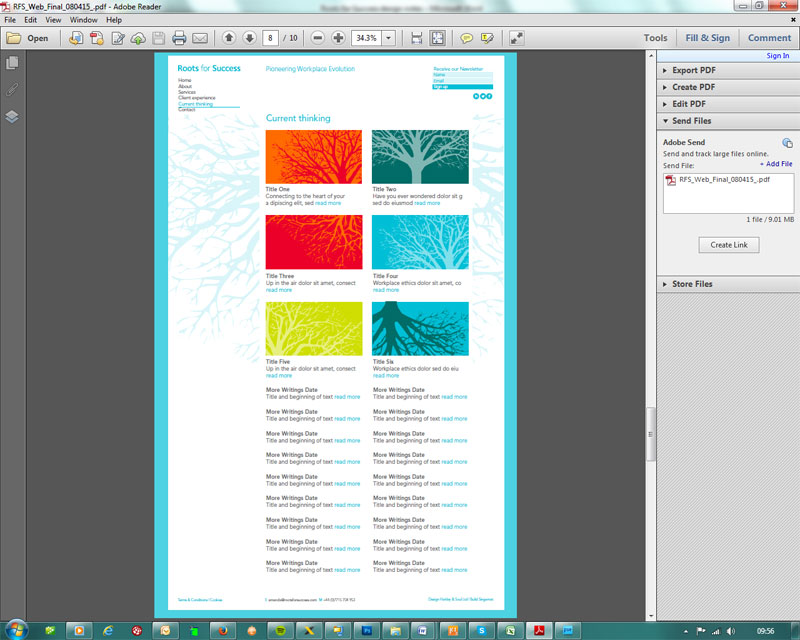 RFS_Web_Final_080415_.pdf - Adobe Reader
File Edit View Window Help
Open
8 / 10
34.3%
Tools Fill & Sign Comment
Sign In
Export PDF
Create PDF
Edit PDF
Send Files
Adobe Send
Send and track large files online.
+ Add File
Send File:
RFS_Web_Final_080415_.pdf
1 file / 9.01 MB
Create Link
Store Files
Roots for Success
Pioneering Workplace Evolution
Receive our Newsletter
Name
Email
Sign up
Home
About
Services
Client experience
Current thinking
Contact
Current thinking
Title One
Connecting to the heart of your
a dipiscing elit, sed read more
Title Two
Have you ever wondered dolor sit g
sed do eiusmod read more
Title Three
Up in the air dolor sit amet, consect
read more
Title Four
Workplace ethics dolor sit amet, co
read more
Title Five
Up in the air dolor sit amet, consect
read more
Title Six
Workplace ethics dolor sed do eiu
read more
More Writings Date More Writings Date
Title and beginning of text read more Title and beginning of text read more
More Writings Date More Writings Date
Title and beginning of text read more Title and beginning of text read more
More Writings Date More Writings Date
Title and beginning of text read more Title and beginning of text read more
More Writings Date More Writings Date
Title and beginning of text read more Title and beginning of text read more
More Writings Date More Writings Date
Title and beginning of text read more Title and beginning of text read more
More Writings Date More Writings Date
Title and beginning of text read more Title and beginning of text read more
More Writings Date More Writings Date
Title and beginning of text read more Title and beginning of text read more
More Writings Date More Writings Date
Title and beginning of text read more Title and beginning of text read more
More Writings Date More Writings Date
Title and beginning of text read more Title and beginning of text read more
Terms & Conditions Cookies
09:56